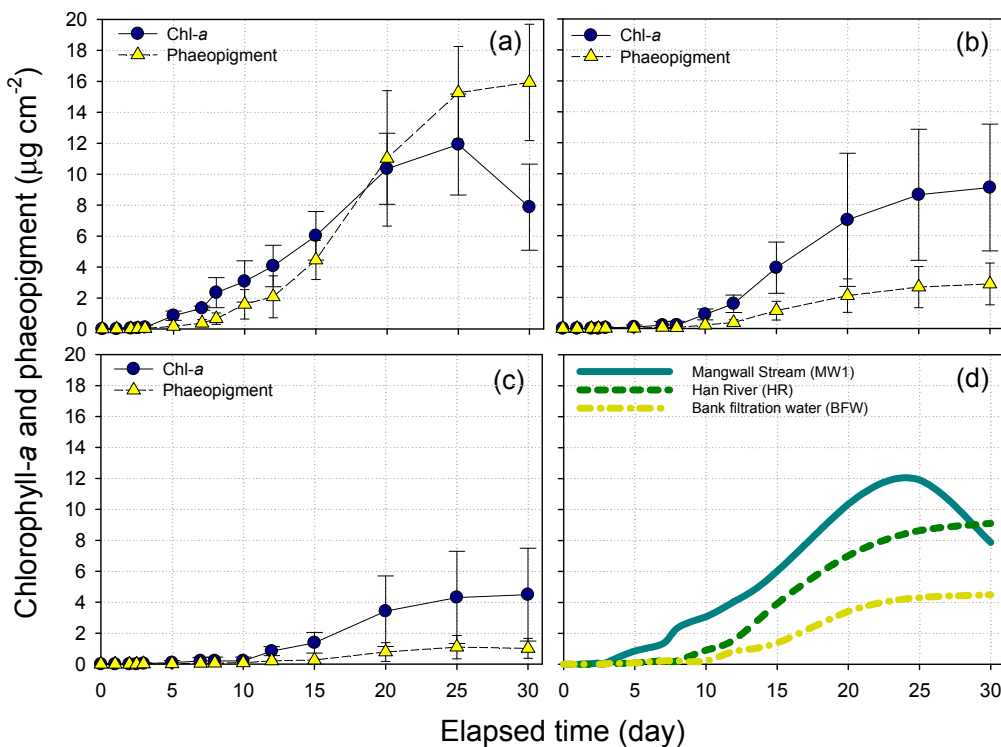 Chlorophyll-a and phaeopigment (µg cm-2)
20
18
16
14
12
10
8
6
4
2
0
Chl-a
Phaeopigment
(a)
Chl-a
Phaeopigment
(b)
20
18
16
14
12
10
8
6
4
2
0
Chl-a
Phaeopigment
(c)
Mangwall Stream (MW1)
Han River (HR)
Bank filtration water (BFW)
(d)
0 5 10 15 20 25 30
0 5 10 15 20 25 30
Elapsed time (day)